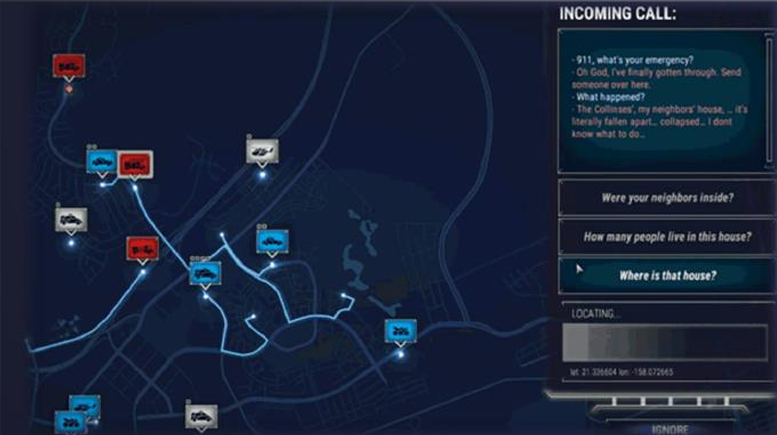 INCOMING CALL:
- 911, what's your emergency?
- Oh God, I've finally gotten through. Send
someone over here.
- What happened?
- The Collinses', my neighbors' house, ... it's
literally fallen apart... collapsed... I dont
know what to do...
Were your neighbors inside?
How many people live in this house?
Where is that house?
LOCATING...
lat: 21.336604 lon: -158.072665
IGNORE